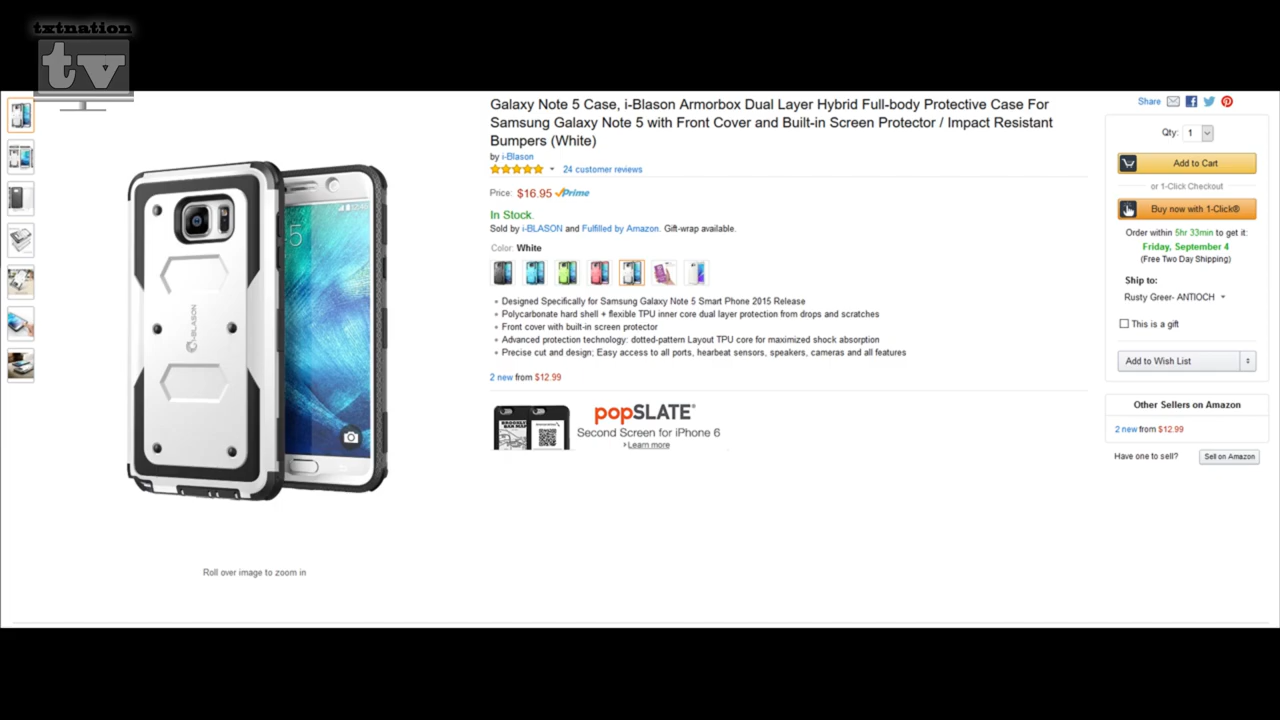 txtnation
tv
Galaxy Note 5 Case, i-Blason Armorbox Dual Layer Hybrid Full-body Protective Case For
Samsung Galaxy Note 5 with Front Cover and Built-in Screen Protector / Impact Resistant
Bumpers (White)
by i-Blason
24 customer reviews
Price: $16.95 Prime
In Stock.
Sold by i-BLASON and Fulfilled by Amazon. Gift-wrap available.
Color: White
Designed Specifically for Samsung Galaxy Note 5 Smart Phone 2015 Release
Polycarbonate hard shell + flexible TPU inner core dual layer protection from drops and scratches
Front cover with built-in screen protector
Advanced protection technology: dotted-pattern Layout TPU core for maximized shock absorption
Precise cut and design; Easy access to all ports, hearbeat sensors, speakers, cameras and all features
2 new from $12.99
popSLATE®
Second Screen for iPhone 6
Learn more
i-BLASON
5
Roll over image to zoom in
Share
Qty: 1
Add to Cart
or 1-Click Checkout
Buy now with 1-Click®
Order within 5hr 33min to get it:
Friday, September 4
(Free Two Day Shipping)
Ship to:
Rusty Greer- ANTIOCH
This is a gift
Add to Wish List
Other Sellers on Amazon
2 new from $12.99
Have one to sell? Sell on Amazon